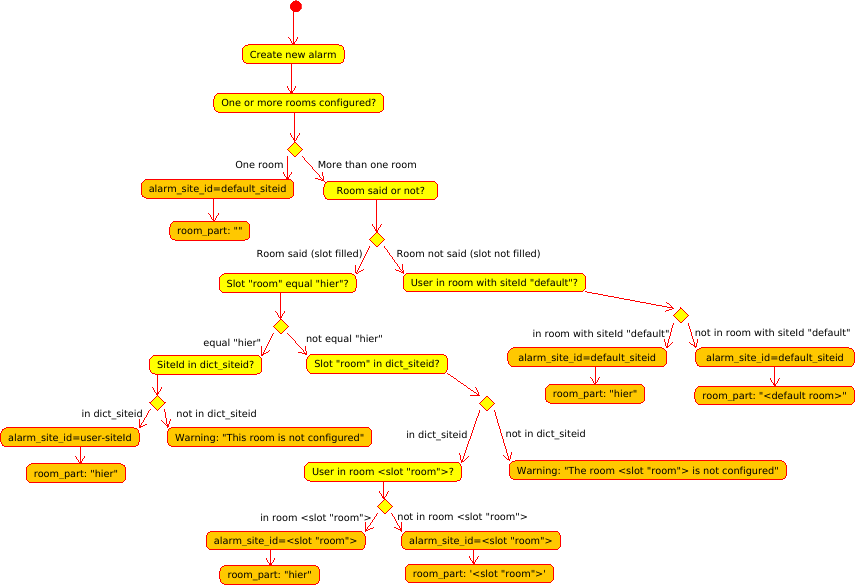 Create new alarm
One or more rooms configured?
One room
More than one room
alarm_site_id=default_siteid
Room said or not?
room_part: ""
Room said (slot filled)
Room not said (slot not filled)
Slot "room" equal "hier"?
User in room with siteId "default"?
equal "hier"
not equal "hier"
in room with siteId "default"
not in room with siteId "default"
SiteId in dict_siteid?
Slot "room" in dict_siteid?
alarm_site_id=default_siteid
alarm_site_id=default_siteid
room_part: "hier"
room_part: "<default room>"
in dict_siteid
not in dict_siteid
alarm_site_id=user-siteId
Warning: "This room is not configured"
in dict_siteid
not in dict_siteid
room_part: "hier"
User in room <slot "room">?
Warning: "The room <slot "room"> is not configured"
in room <slot "room">
not in room <slot "room">
alarm_site_id=<slot "room">
alarm_site_id=<slot "room">
room_part: "hier"
room_part: '<slot "room">'